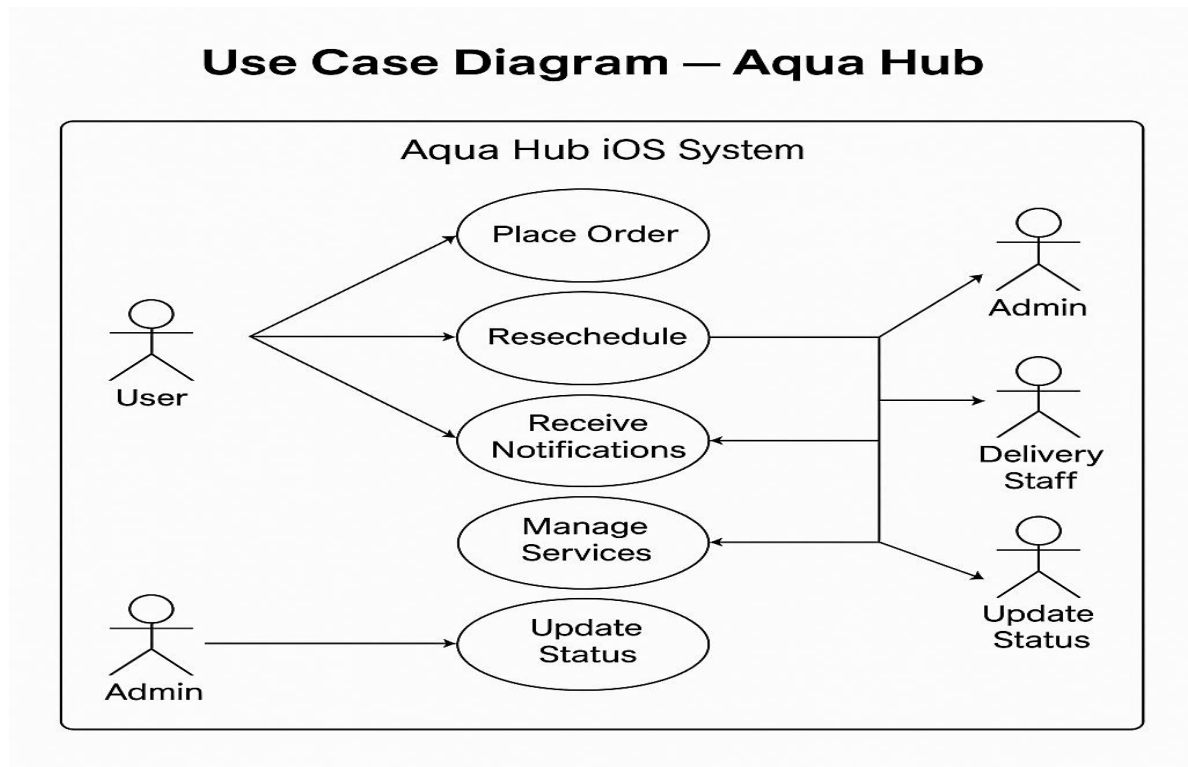 Use Case Diagram — Aqua Hub
Aqua Hub iOS System
Place Order
Resechedule
Receive
Notifications
Manage
Services
Update
Status
User
Admin
Admin
Delivery
Staff
Update
Status